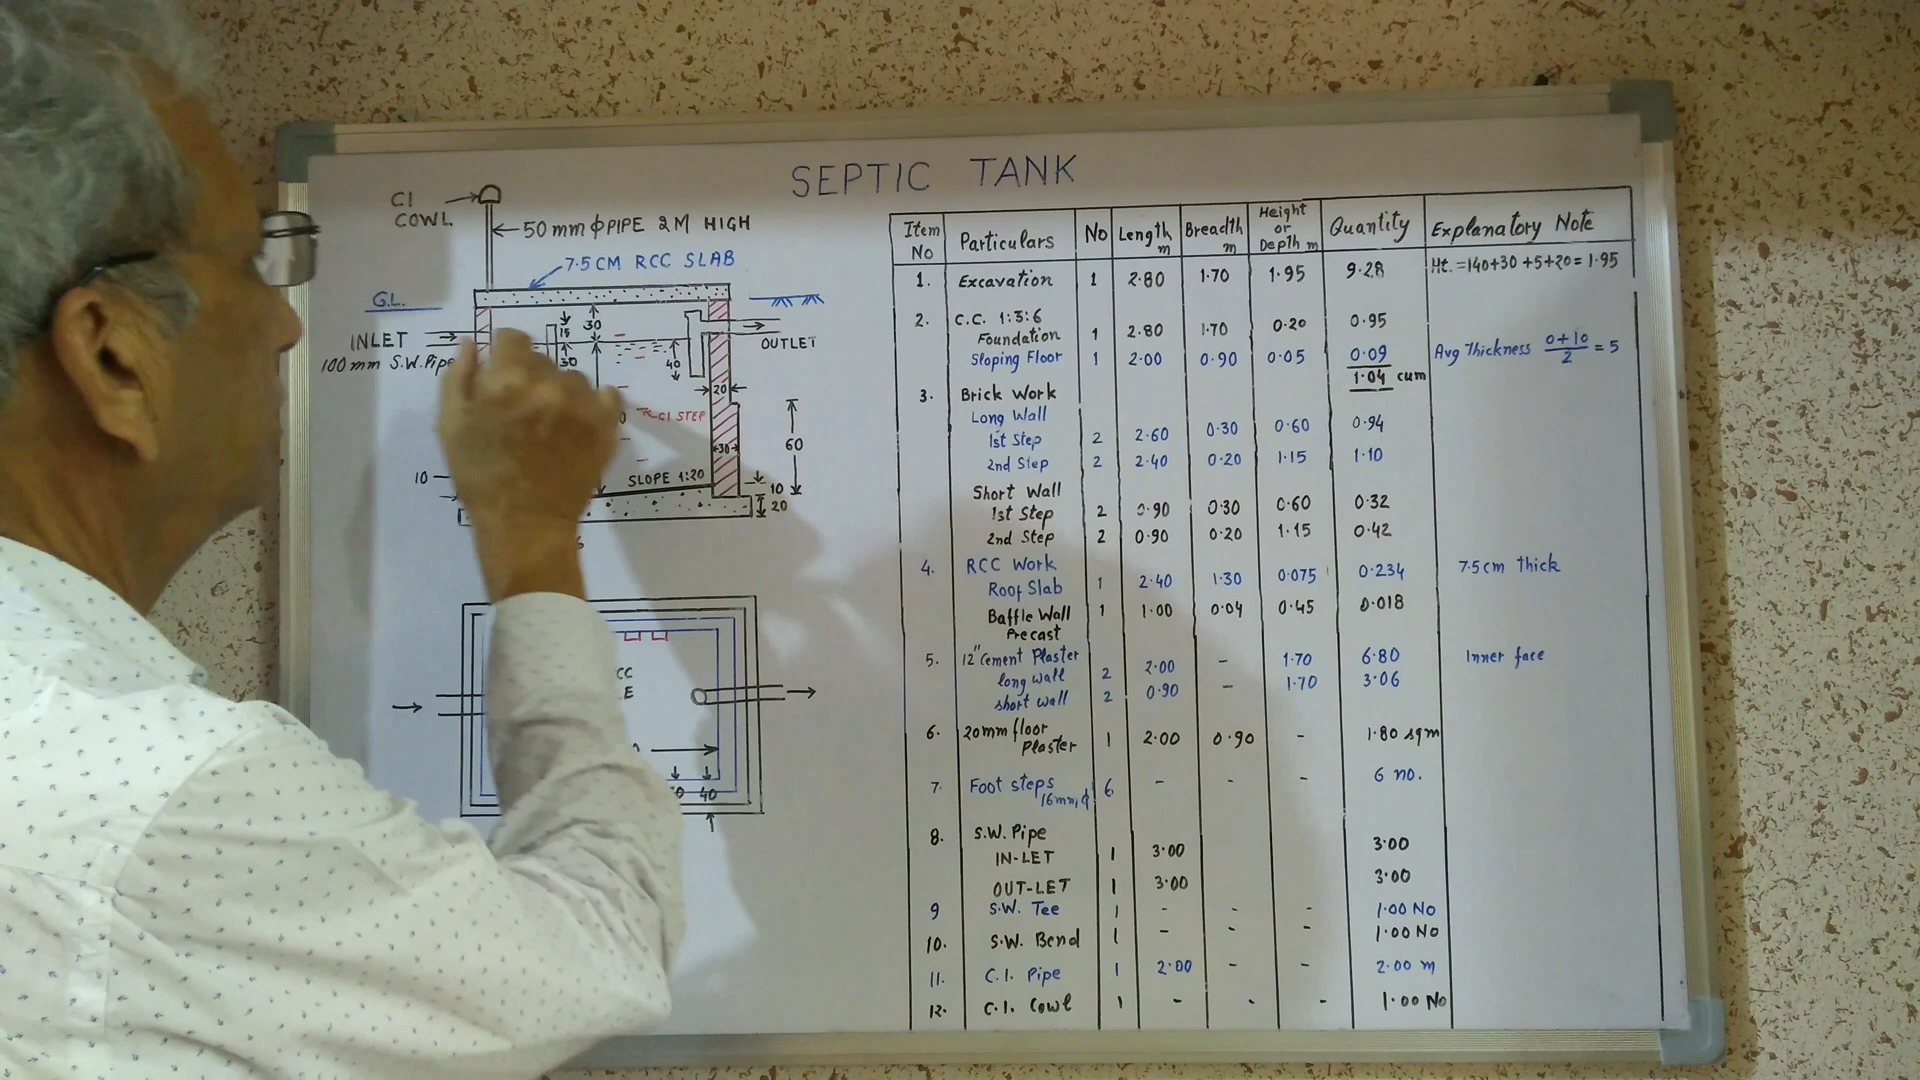 SEPTIC TANK
CI
COWL
50mm ϕ PIPE 2M HIGH
7.5CM RCC SLAB
G.L.
INLET
100 mm S.W.Pipe
15
30
30
40
OUTLET
20
CI STEP
60
30
SLOPE 1:20
10
10
20
40
Item No | Particulars | No | Length m | Breadth m | Height or Depth m | Quantity | Explanatory Note
1. Excavation 1 2.80 1.70 1.95 9.28 Ht. = 140+30 +5+20 = 1.95
2. C.C. 1:3:6
Foundation 1 2.80 1.70 0.20 0.95
Sloping Floor 1 2.00 0.90 0.05 0.09 Avg Thickness 0+10/2 = 5
1.04 cum
3. Brick Work
Long Wall
1st Step 2 2.60 0.30 0.60 0.94
2nd Step 2 2.40 0.20 1.15 1.10
Short Wall
1st Step 2 0.90 0.30 0.60 0.32
2nd Step 2 0.90 0.20 1.15 0.42
4. RCC Work
Roof Slab 1 2.40 1.30 0.075 0.234 7.5cm thick
Baffle Wall 1 1.00 0.04 0.45 0.018
Precast
5. 12" Cement Plaster
long wall 2 2.00 - 1.70 6.80 Inner face
short wall 2 0.90 - 1.70 3.06
6. 20mm floor
Plaster 1 2.00 0.90 - 1.80 sqm
7. Foot steps 6 - - - 6 no.
16mm ϕ
8. S.W. Pipe
IN-LET 1 3.00 3.00
OUT-LET 1 3.00 3.00
9 S.W. Tee 1 - - - 1.00 No
10. S.W. Bend 1 - - - 1.00 No
11. C.I. Pipe 1 2.00 - - 2.00 m
12. C.I. Cowl 1 - - - 1.00 No